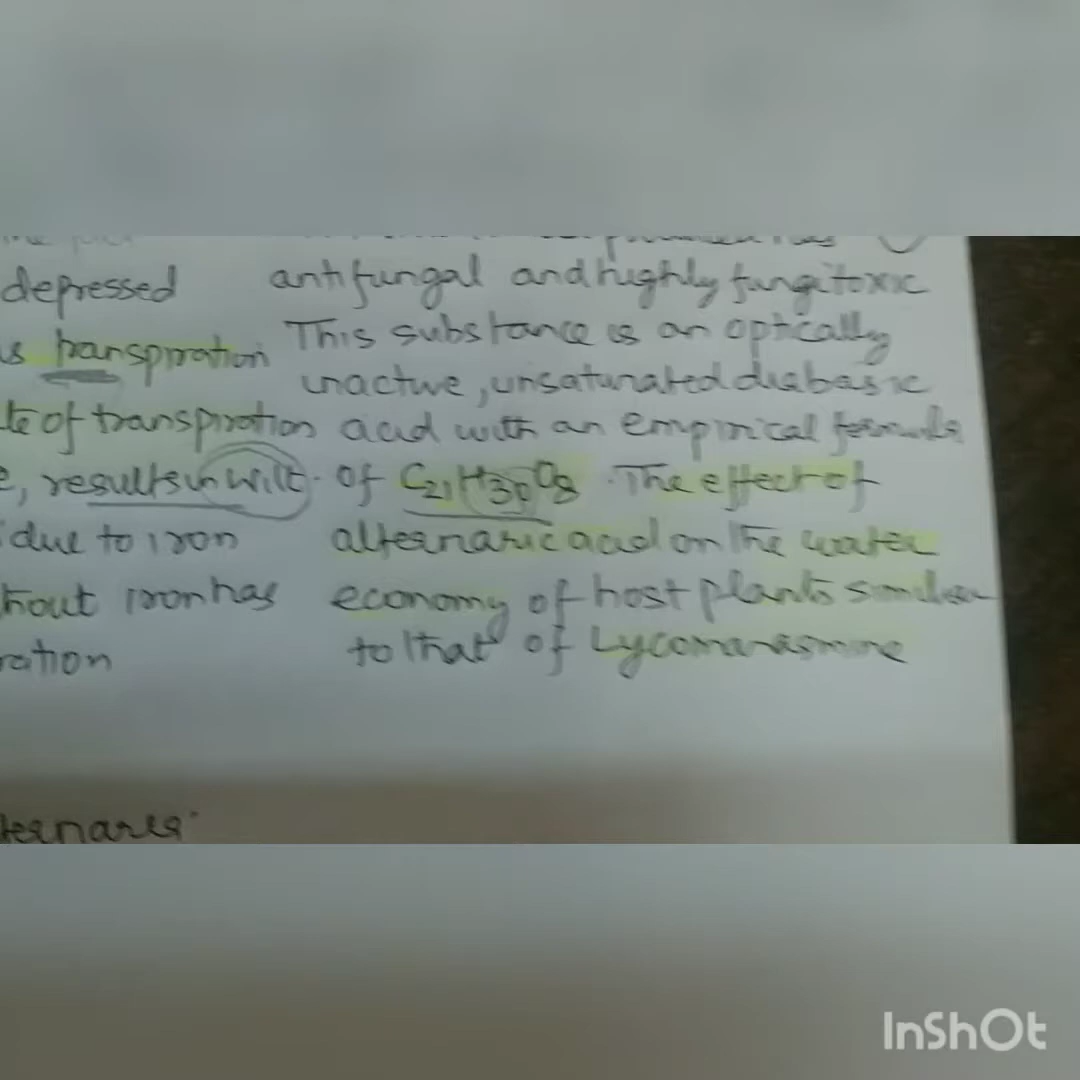 depressed
transpiration
of transpiration
results in wilt.
due to iron
iron has
antifungal and highly fungitoxic
This substance is an optically
inactive, unsaturated diabasic
acid with an empirical formula
of C₂₁H₃₀O₈. The effect of
alternaric acid on the water
economy of host plants similar
to that of Lycomarasmine
InShOt